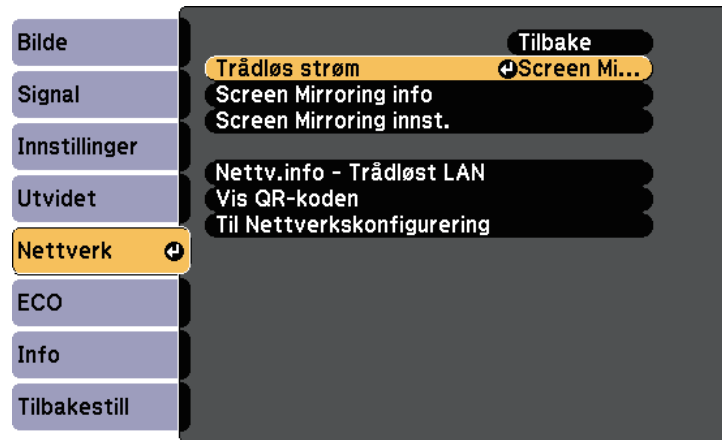 Bilde
Signal
Innstillinger
Utvidet
Nettverk
ECO
Info
Tilbakestill
Tilbake
Trådløs strøm Screen Mi...
Screen Mirroring info
Screen Mirroring innst.
Nettv.info - Trådløst LAN
Vis QR-koden
Til Nettverkskonfigurering